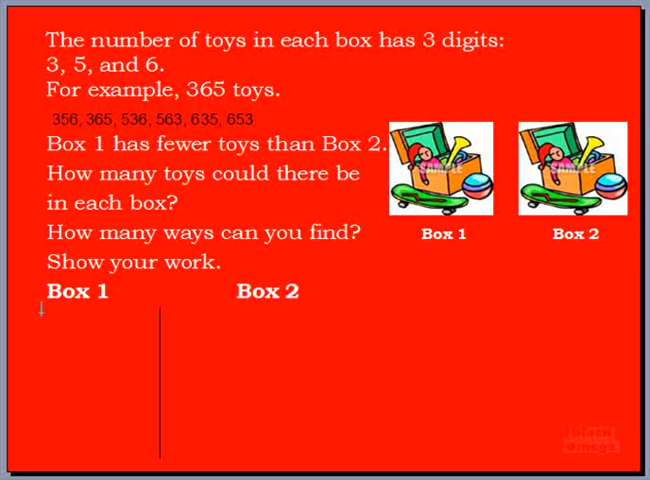 The number of toys in each box has 3 digits:
3, 5, and 6.
For example, 365 toys.
356, 365, 536, 563, 635, 653
Box 1 has fewer toys than Box 2.
How many toys could there be
in each box?
How many ways can you find?
Show your work.
SAMPLE
SAMPLE
Box 1
Box 2
Box 1
Box 2